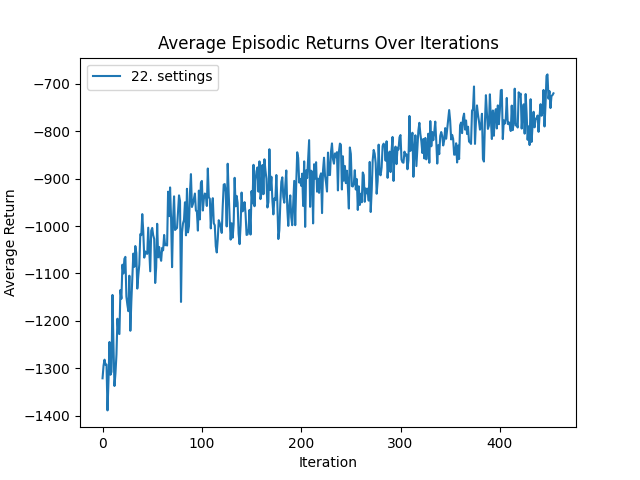 Average Episodic Returns Over Iterations
22. settings
−700
−800
−900
−1000
−1100
−1200
−1300
−1400
Average Return
0 100 200 300 400
Iteration